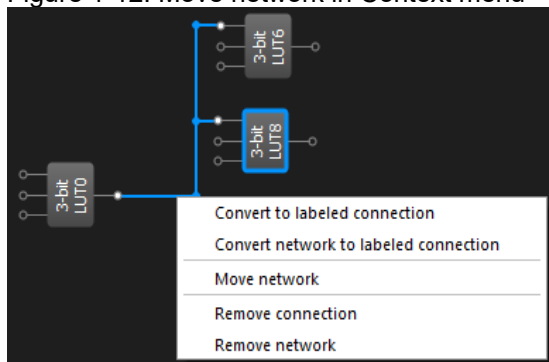 Figure 1-12. Move network in Context menu
3-bit
LUT6
3-bit
LUT8
3-bit
LUT0
Convert to labeled connection
Convert network to labeled connection
Move network
Remove connection
Remove network